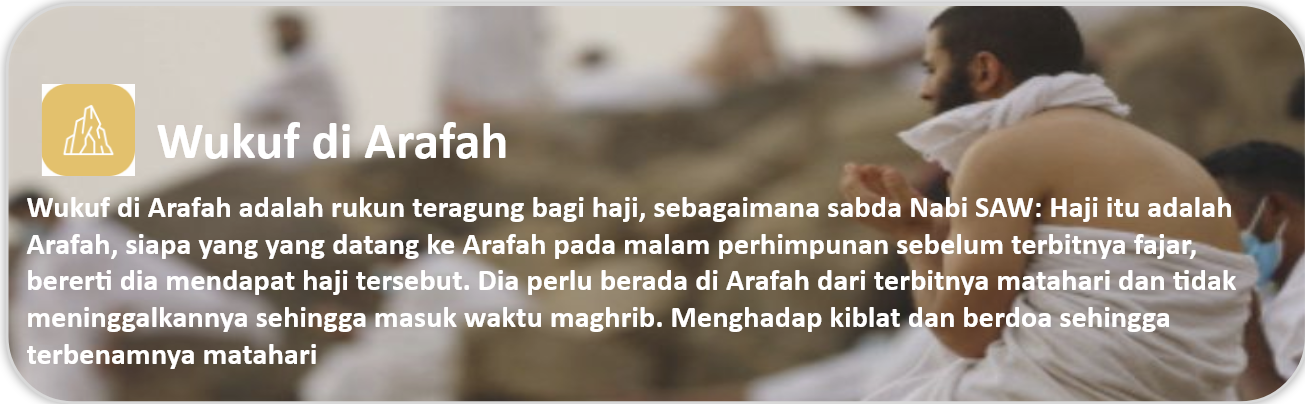 Wukuf di Arafah
Wukuf di Arafah adalah rukun teragung bagi haji, sebagaimana sabda Nabi SAW: Haji itu adalah
Arafah, siapa yang yang datang ke Arafah pada malam perhimpunan sebelum terbitnya fajar,
bererti dia mendapat haji tersebut. Dia perlu berada di Arafah dari terbitnya matahari dan tidak
meninggalkannya sehingga masuk waktu maghrib. Menghadap kiblat dan berdoa sehingga
terbenamnya matahari